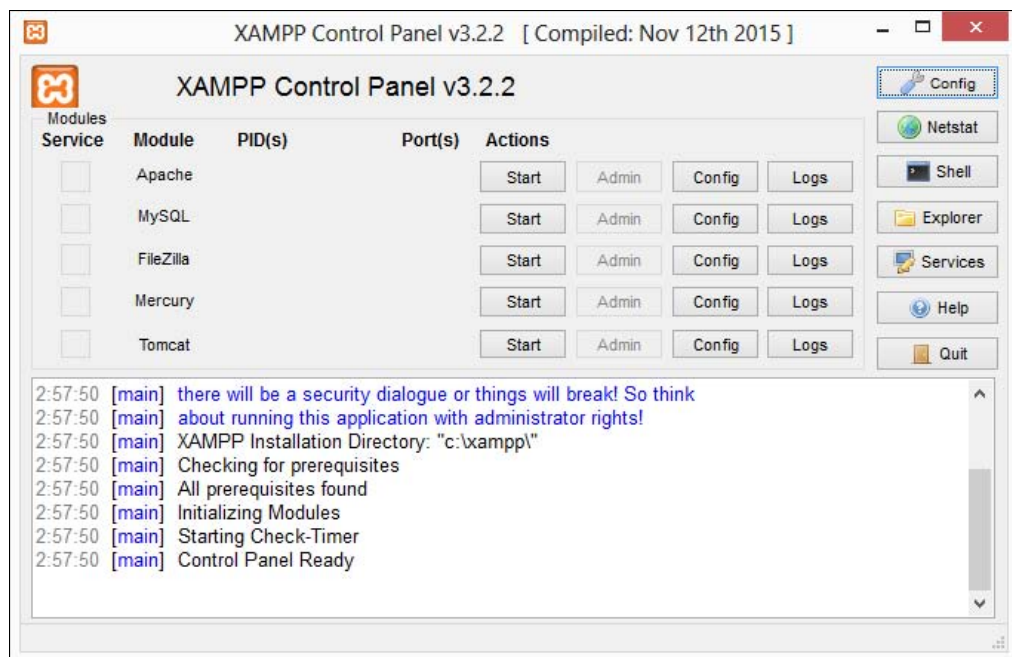 XAMPP Control Panel v3.2.2 [ Compiled: Nov 12th 2015 ]
XAMPP Control Panel v3.2.2
Config
Modules
Service Module PID(s) Port(s) Actions
Netstat
Apache Start Admin Config Logs
Shell
MySQL Start Admin Config Logs
Explorer
FileZilla Start Admin Config Logs
Services
Mercury Start Admin Config Logs
Help
Tomcat Start Admin Config Logs
Quit
2:57:50 [main] there will be a security dialogue or things will break! So think
2:57:50 [main] about running this application with administrator rights!
2:57:50 [main] XAMPP Installation Directory: "c:\xampp\"
2:57:50 [main] Checking for prerequisites
2:57:50 [main] All prerequisites found
2:57:50 [main] Initializing Modules
2:57:50 [main] Starting Check-Timer
2:57:50 [main] Control Panel Ready